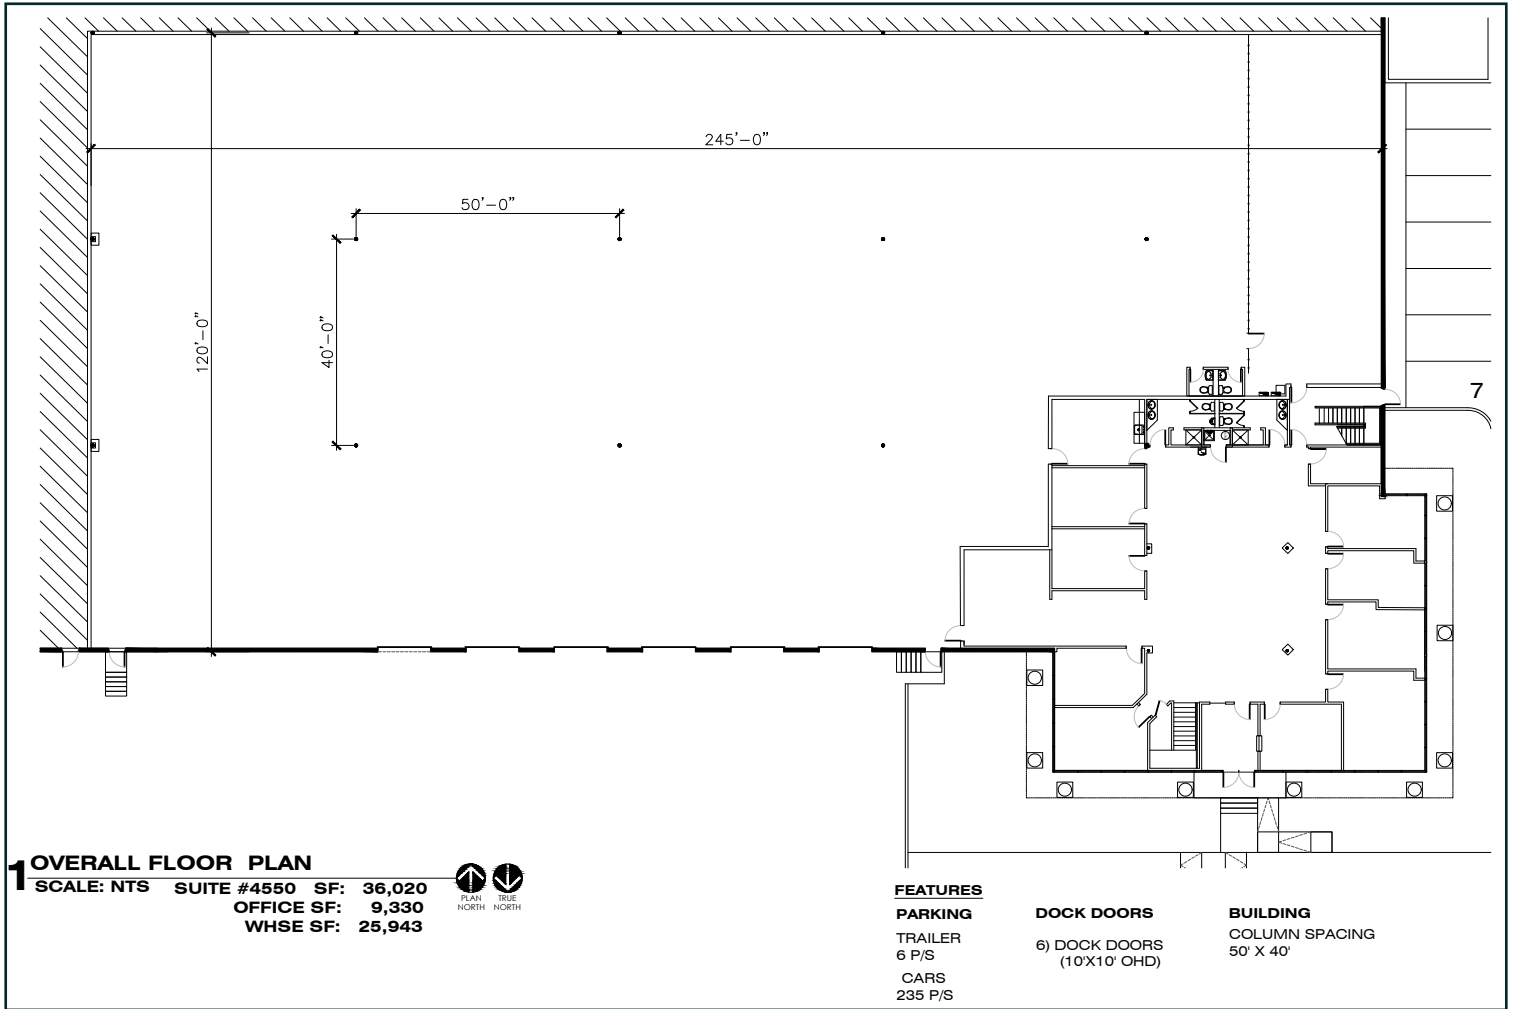 245'-0"
50'-0"
120'-0"
40'-0"
7
1 OVERALL FLOOR PLAN
SCALE: NTS SUITE #4550 SF: 36,020
OFFICE SF: 9,330
WHSE SF: 25,943
PLAN
NORTH
TRUE
NORTH
FEATURES
PARKING
TRAILER
6 P/S
CARS
235 P/S
DOCK DOORS
6) DOCK DOORS
(10'X10' OHD)
BUILDING
COLUMN SPACING
50' X 40'